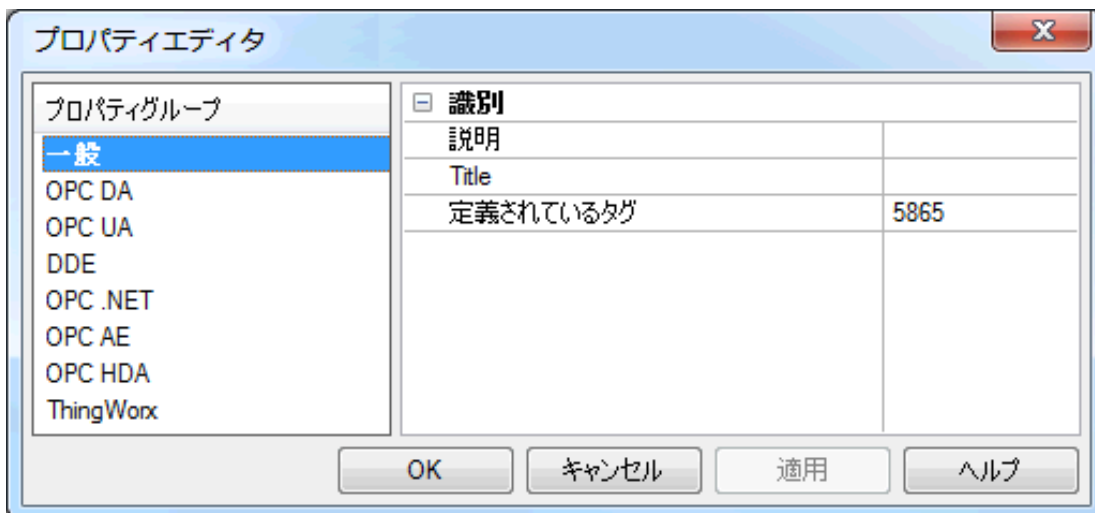 プロパティエディタ
プロパティグループ
一般
OPC DA
OPC UA
DDE
OPC .NET
OPC AE
OPC HDA
ThingWorx
識別
説明
Title
定義されているタグ 5865
OK キャンセル 適用 ヘルプ